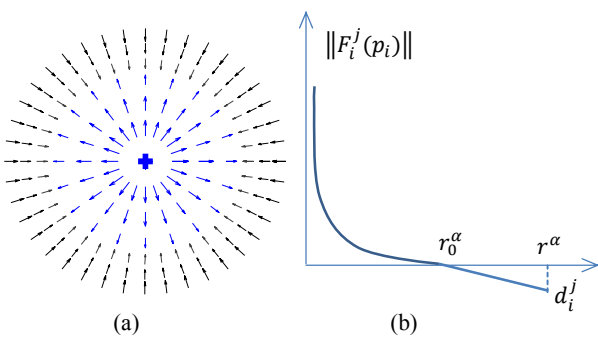 ‖F_i^j(p_i)‖
r_0^α
r^α
d_i^j
(a)
(b)